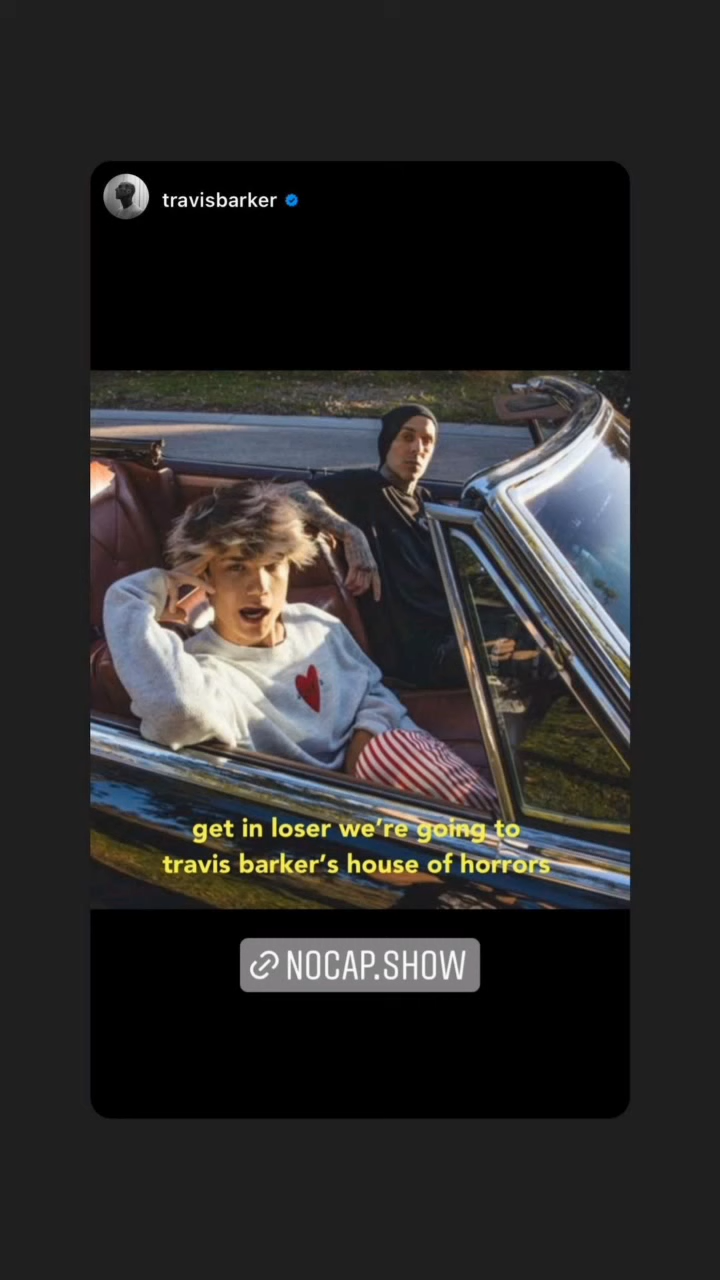 travisbarker
get in loser we're going to
travis barker's house of horrors
NOCAP.SHOW